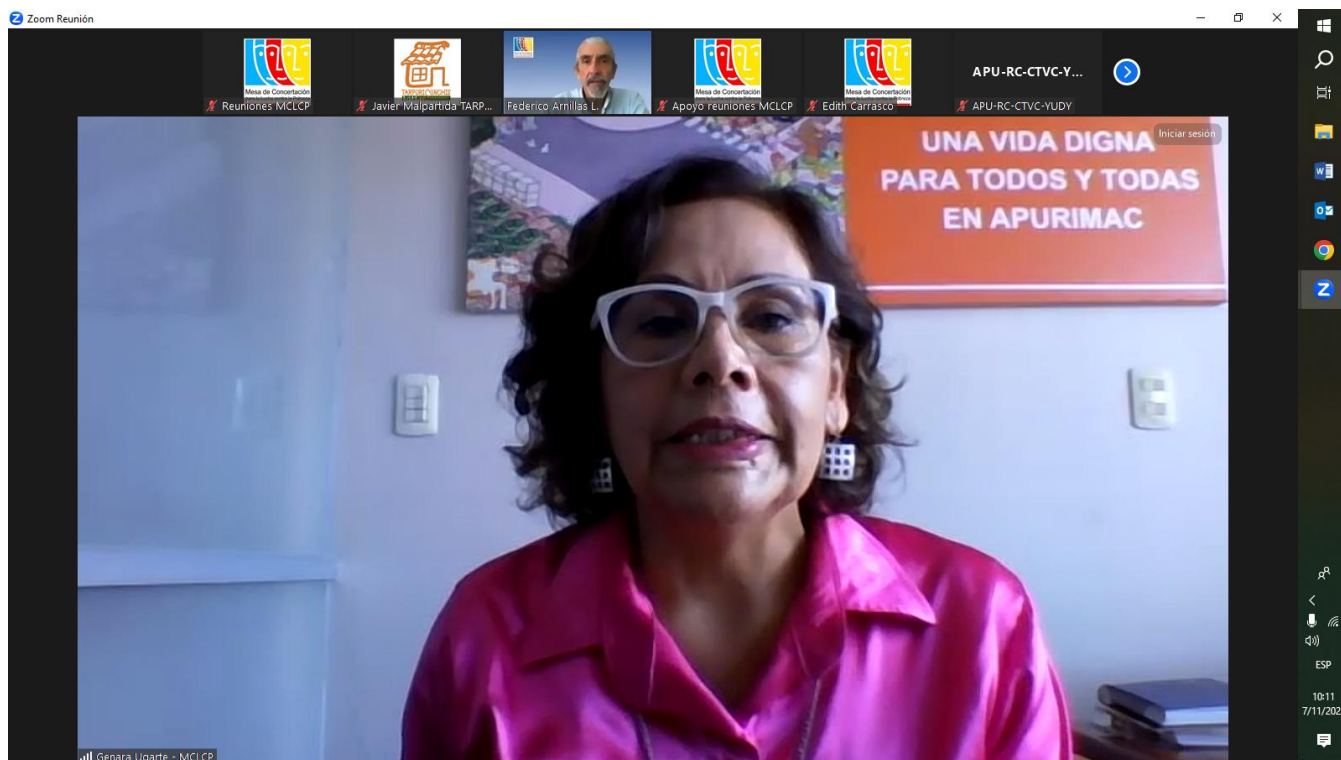 Zoom Reunión
Mesa de Concertación
Reuniones MCLCP
TARPURISUNCHIS
Javier Malpartida TARP...
Federico Arnillas L.
Mesa de Concertación
Apoyo reuniones MCLCP
Mesa de Concertación
Edith Carrasco
APU-RC-CTVC-Y...
APU-RC-CTVC-YUDY
Iniciar sesión
UNA VIDA DIGNA
PARA TODOS Y TODAS
EN APURIMAC
Genara Ugarte - MCLCP
ESP
10:11
7/11/202